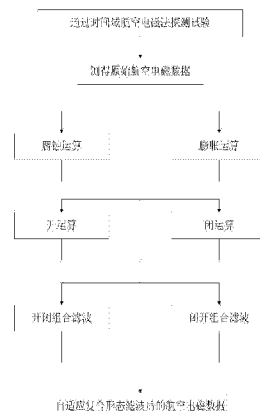 通过时间域航空电磁法探测试验
测得原始航空电磁数据
腐蚀运算
膨胀运算
开运算
闭运算
开闭组合滤波
闭开组合滤波
自适应复合形态滤波后的航空电磁数据